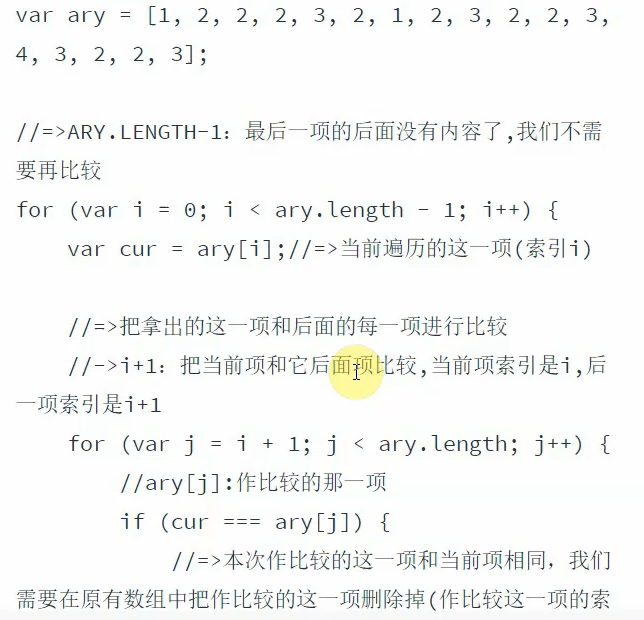 var ary = [1, 2, 2, 2, 3, 2, 1, 2, 3, 2, 2, 3,
4, 3, 2, 2, 3];
//=>ARY.LENGTH-1: 最后一项的后面没有内容了,我们不需
要再比较
for (var i = 0; i < ary.length - 1; i++) {
    var cur = ary[i];//=>当前遍历的这一项(索引i)
    //=>把拿出的这一项和后面的每一项进行比较
    //->i+1: 把当前项和它后面项比较,当前项索引是i,后
一项索引是i+1
    for (var j = i + 1; j < ary.length; j++) {
        //ary[j]:作比较的那一项
        if (cur === ary[j]) {
            //=>本次作比较的这一项和当前项相同，我们
需要在原有数组中把作比较的这一项删除掉(作比较这一项的索